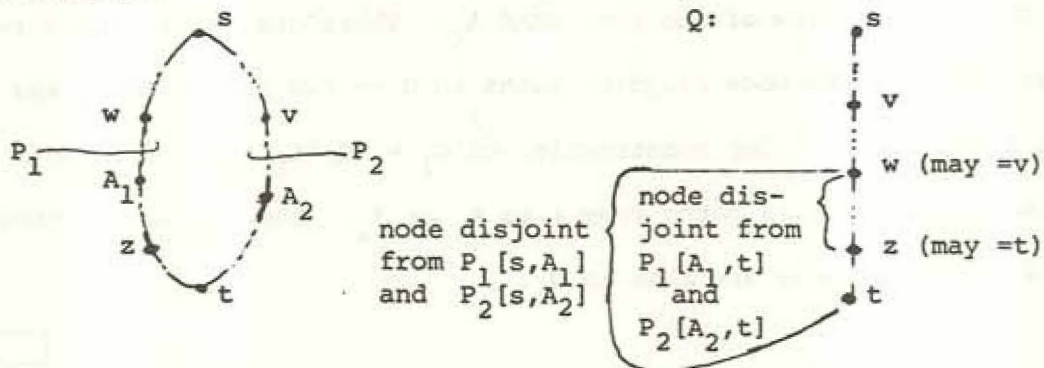 s
w
v
P₁
P₂
A₁
A₂
z
t
Q:
s
v
w (may =v)
z (may =t)
t
node disjoint
from P₁[s,A₁]
and P₂[s,A₂]
node dis-
joint from
P₁[A₁,t]
and
P₂[A₂,t]